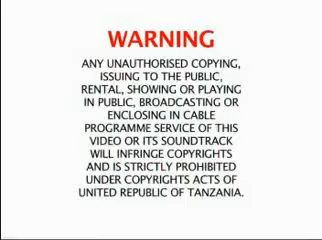 WARNING
ANY UNAUTHORISED COPYING,
ISSUING TO THE PUBLIC,
RENTAL, SHOWING OR PLAYING
IN PUBLIC, BROADCASTING OR
ENCLOSING IN CABLE
PROGRAMME SERVICE OF THIS
VIDEO OR ITS SOUNDTRACK
WILL INFRINGE COPYRIGHTS
AND IS STRICTLY PROHIBITED
UNDER COPYRIGHTS ACTS OF
UNITED REPUBLIC OF TANZANIA.